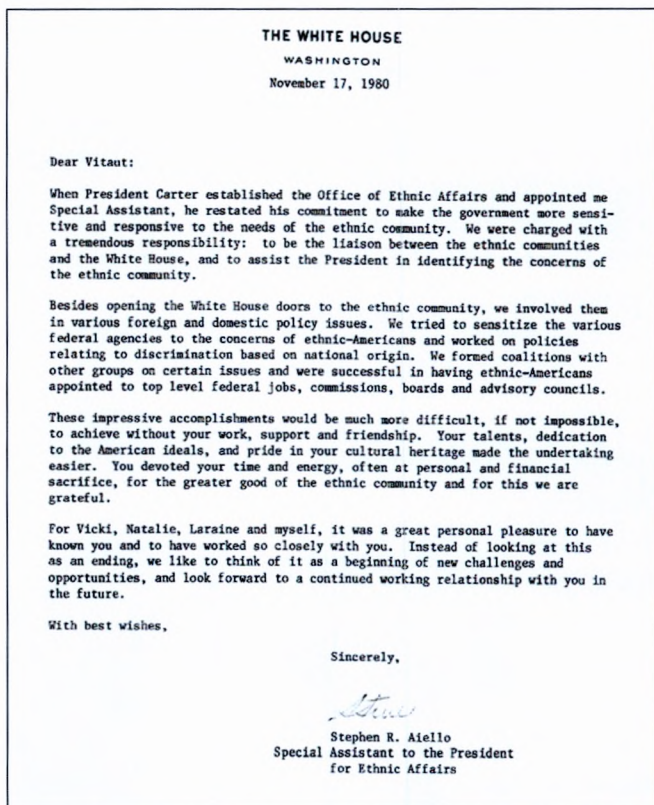 THE WHITE HOUSE
WASHINGTON
November 17, 1980
Dear Vitaut:
When President Carter established the Office of Ethnic Affairs and appointed me
Special Assistant, he restated his commitment to make the government more sensi-
tive and responsive to the needs of the ethnic community. We were charged with
a tremendous responsibility: to be the liaison between the ethnic communities
and the White House, and to assist the President in identifying the concerns of
the ethnic community.
Besides opening the White House doors to the ethnic community, we involved them
in various foreign and domestic policy issues. We tried to sensitize the various
federal agencies to the concerns of ethnic-Americans and worked on policies
relating to discrimination based on national origin. We formed coalitions with
other groups on certain issues and were successful in having ethnic-Americans
appointed to top level federal jobs, commissions, boards and advisory councils.
These impressive accomplishments would be much more difficult, if not impossible,
to achieve without your work, support and friendship. Your talents, dedication
to the American ideals, and pride in your cultural heritage made the undertaking
easier. You devoted your time and energy, often at personal and financial
sacrifice, for the greater good of the ethnic community and for this we are
grateful.
For Vicki, Natalie, Laraine and myself, it was a great personal pleasure to have
known you and to have worked so closely with you. Instead of looking at this
as an ending, we like to think of it as a beginning of new challenges and
opportunities, and look forward to a continued working relationship with you in
the future.
With best wishes,
Sincerely,
Steve
Stephen R. Aiello
Special Assistant to the President
for Ethnic Affairs